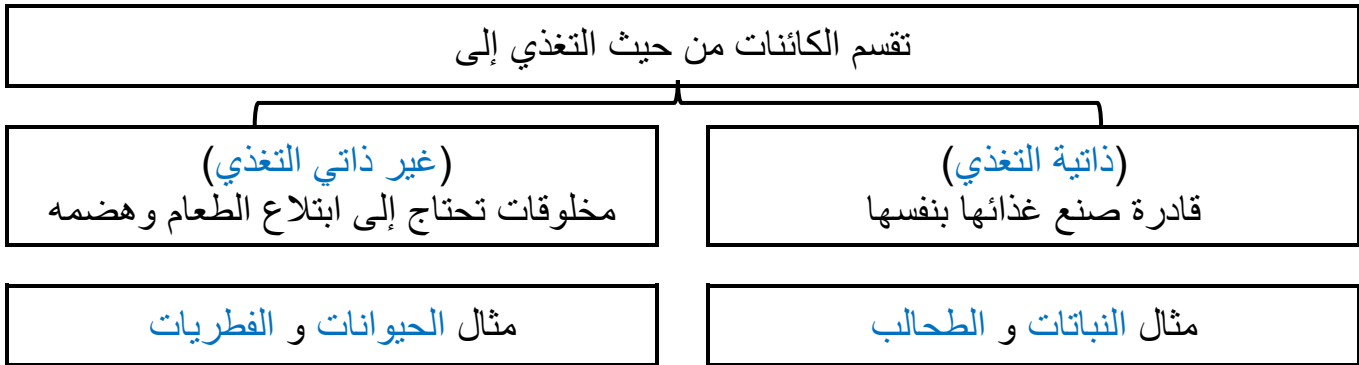 تقسم الكائنات من حيث التغذي إلى
(ذاتية التغذي)
قادرة صنع غذائها بنفسها
(غير ذاتي التغذي)
مخلوقات تحتاج إلى ابتلاع الطعام وهضمه
مثال النباتات و الطحالب
مثال الحيوانات و الفطريات